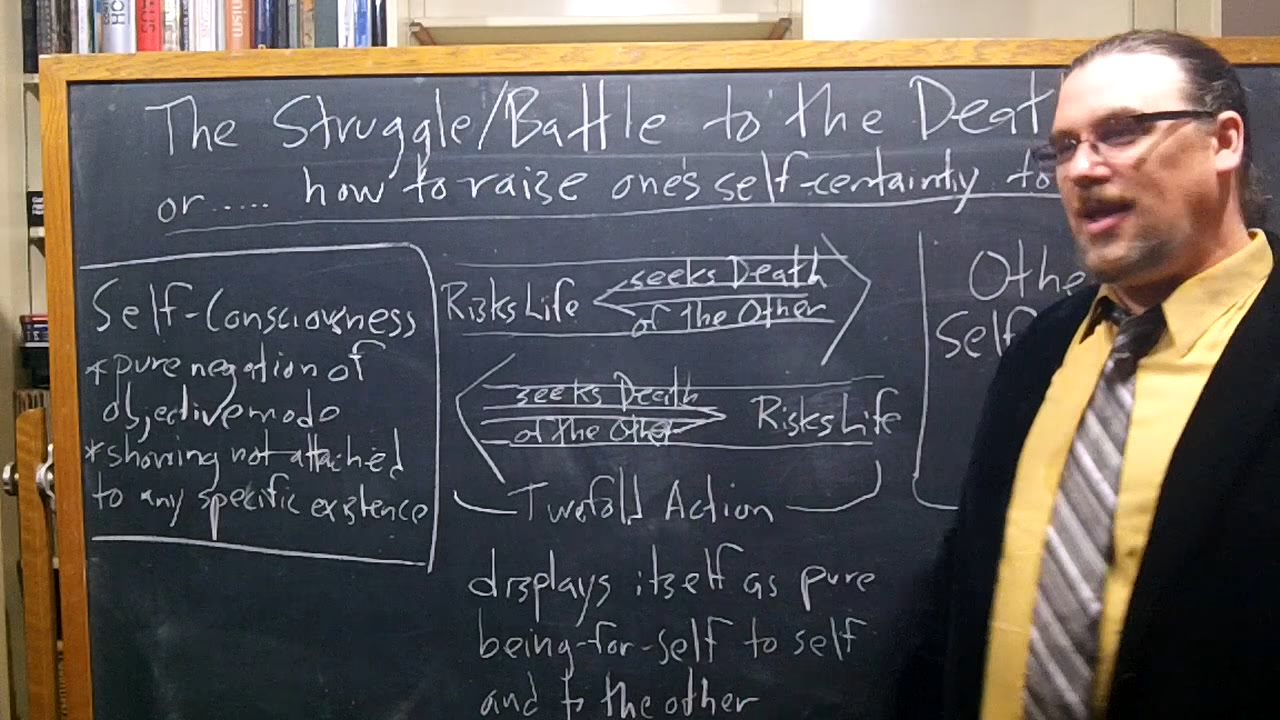 The Struggle/Battle to the Deat
or..... how to raise one's self-certainty to
Self-Consciousness
*pure negation of
objective mode
*showing not attached
to any specific existence
Risks Life
seeks Death
of the Other
seeks Death
of the Other
Risks Life
Twofold Action
displays itself as pure
being-for-self to self
and to the other
Othe
Self